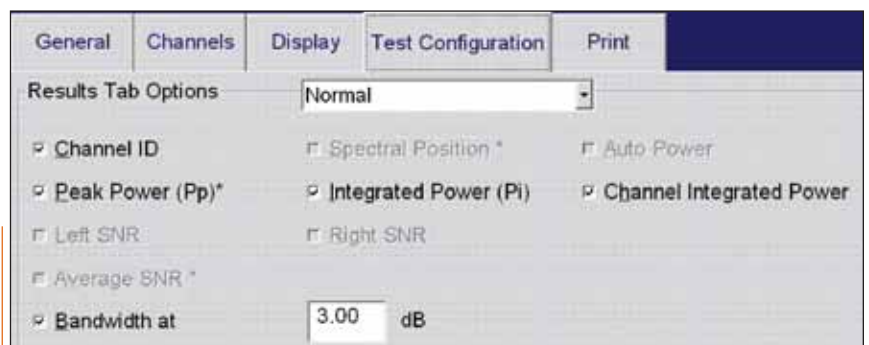 General Channels Display Test Configuration Print
Results Tab Options Normal
Channel ID Spectral Position * Auto Power
Peak Power (Pp)* Integrated Power (Pi) Channel Integrated Power
Left SNR Right SNR
Average SNR *
Bandwidth at 3.00 dB